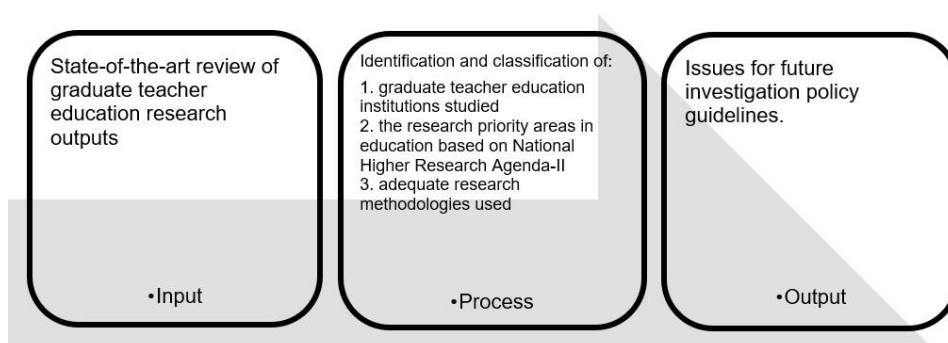 State-of-the-art review of
graduate teacher
education research
outputs
•Input
Identification and classification of:
1. graduate teacher education
institutions studied
2. the research priority areas in
education based on National
Higher Research Agenda-II
3. adequate research
methodologies used
•Process
Issues for future
investigation policy
guidelines.
•Output